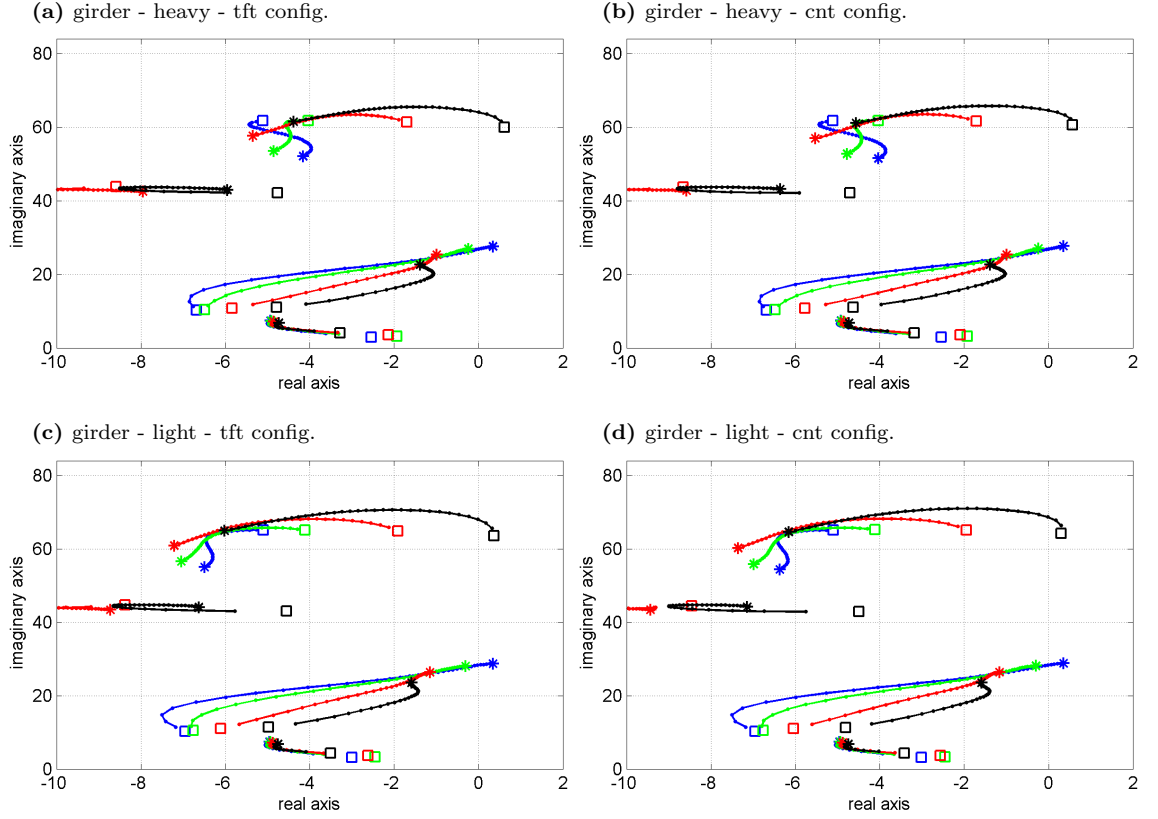 (a) girder - heavy - tft config.
80
60
40
20
0
imaginary axis
-10 -8 -6 -4 -2 0 2
real axis
(b) girder - heavy - cnt config.
80
60
40
20
0
imaginary axis
-10 -8 -6 -4 -2 0 2
real axis
(c) girder - light - tft config.
80
60
40
20
0
imaginary axis
-10 -8 -6 -4 -2 0 2
real axis
(d) girder - light - cnt config.
80
60
40
20
0
imaginary axis
-10 -8 -6 -4 -2 0 2
real axis